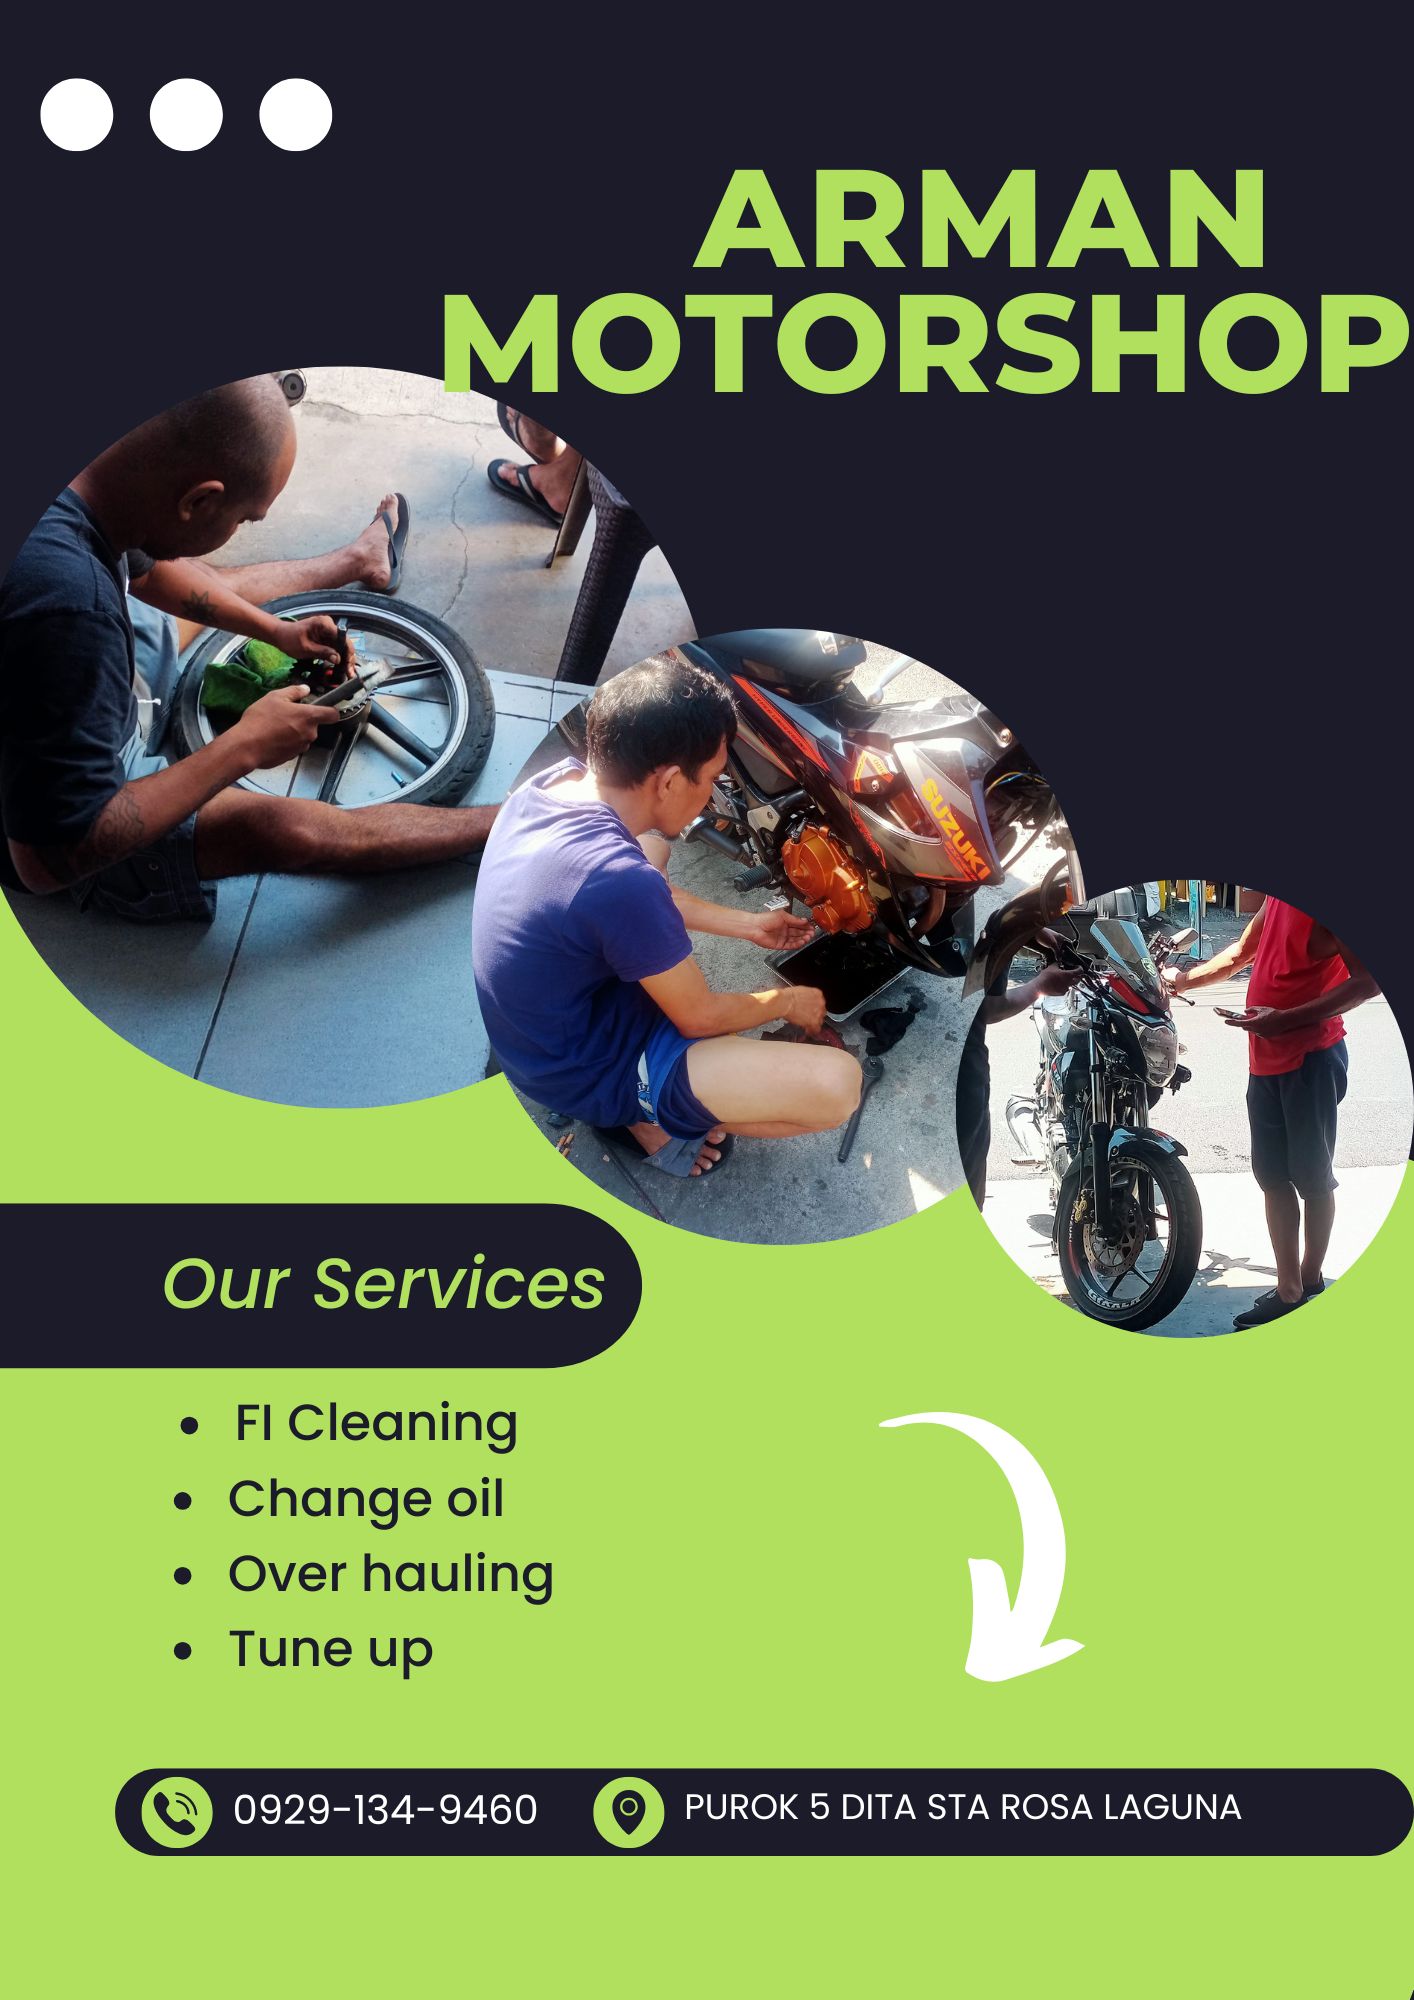 ARMAN
MOTORSHOP
SUZUKI
Our Services
• FI Cleaning
• Change oil
• Over hauling
• Tune up
0929-134-9460
PUROK 5 DITA STA ROSA LAGUNA